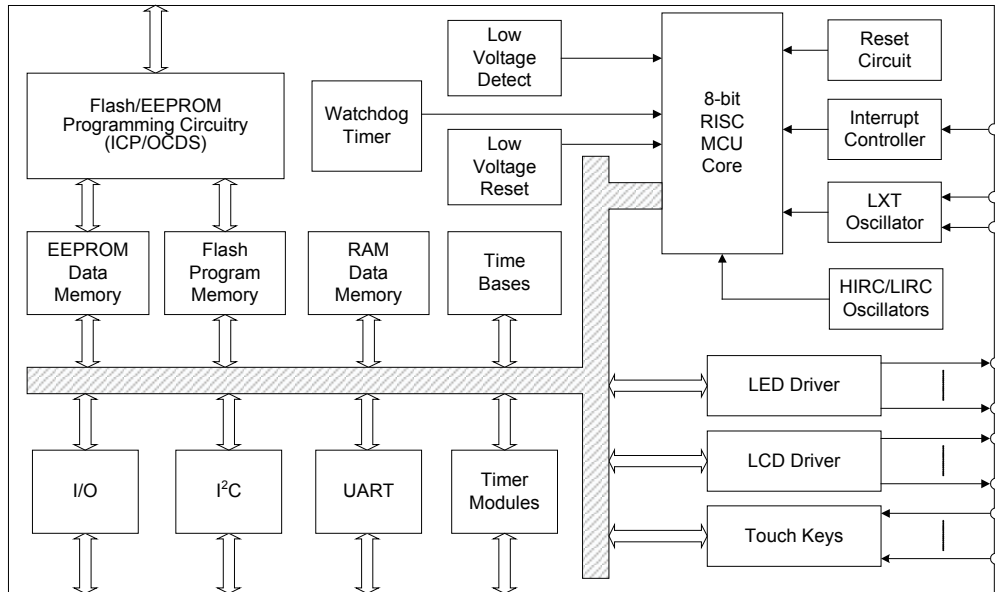 Flash/EEPROM
Programming Circuitry
(ICP/OCDS)
Watchdog
Timer
Low
Voltage
Detect
Low
Voltage
Reset
8-bit
RISC
MCU
Core
Reset
Circuit
Interrupt
Controller
LXT
Oscillator
HIRC/LIRC
Oscillators
EEPROM
Data
Memory
Flash
Program
Memory
RAM
Data
Memory
Time
Bases
LED Driver
LCD Driver
Touch Keys
I/O
I²C
UART
Timer
Modules